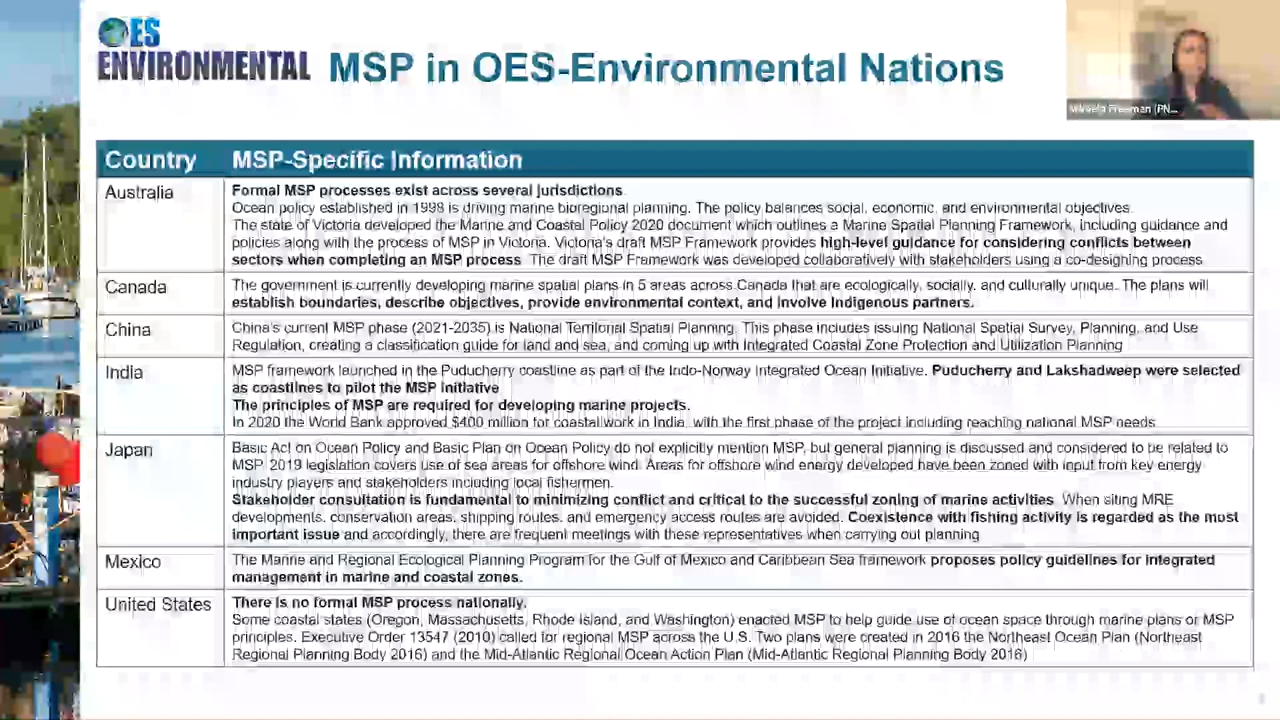 OES
ENVIRONMENTAL
MSP in OES-Environmental Nations
Country MSP-Specific Information
Australia
Formal MSP processes exist across several jurisdictions.
Ocean policy established in 1998 is driving marine bioregional planning. The policy balances social, economic, and environmental objectives.
The state of Victoria developed the Marine and Coastal Policy 2020 document which outlines a Marine Spatial Planning Framework, including guidance and
policies along with the process of MSP in Victoria. Victoria's draft MSP Framework provides high-level guidance for considering conflicts between
sectors when completing an MSP process. The draft MSP Framework was developed collaboratively with stakeholders using a co-designing process.
Canada
The government is currently developing marine spatial plans in 5 areas across Canada that are ecologically, socially, and culturally unique. The plans will
establish boundaries, describe objectives, provide environmental context, and involve Indigenous partners.
China
China's current MSP phase (2021-2035) is National Territorial Spatial Planning. This phase includes issuing National Spatial Survey, Planning, and Use
Regulation, creating a classification guide for land and sea, and coming up with Integrated Coastal Zone Protection and Utilization Planning
India
MSP framework launched in the Puducherry coastline as part of the Indo-Norway Integrated Ocean Initiative. Puducherry and Lakshadweep were selected
as coastlines to pilot the MSP initiative
The principles of MSP are required for developing marine projects.
In 2020 the World Bank approved $400 million for coastal work in India, with the first phase of the project including reaching national MSP needs
Japan
Basic Act on Ocean Policy and Basic Plan on Ocean Policy do not explicitly mention MSP, but general planning is discussed and considered to be related to
MSP. 2019 legislation covers use of sea areas for offshore wind. Areas for offshore wind energy developed have been zoned with input from key energy
industry players and stakeholders including local fishermen.
Stakeholder consultation is fundamental to minimizing conflict and critical to the successful zoning of marine activities. When siting MRE
developments, conservation areas, shipping routes, and emergency access routes are avoided. Coexistence with fishing activity is regarded as the most
important issue and accordingly, there are frequent meetings with these representatives when carrying out planning
Mexico
The Marine and Regional Ecological Planning Program for the Gulf of Mexico and Caribbean Sea framework proposes policy guidelines for integrated
management in marine and coastal zones.
United States
There is no formal MSP process nationally.
Some coastal states (Oregon, Massachusetts, Rhode Island, and Washington) enacted MSP to help guide use of ocean space through marine plans or MSP
principles. Executive Order 13547 (2010) called for regional MSP across the U.S. Two plans were created in 2016 the Northeast Ocean Plan (Northeast
Regional Planning Body 2016) and the Mid-Atlantic Regional Ocean Action Plan (Mid-Atlantic Regional Planning Body 2016)
Freeman (PN...